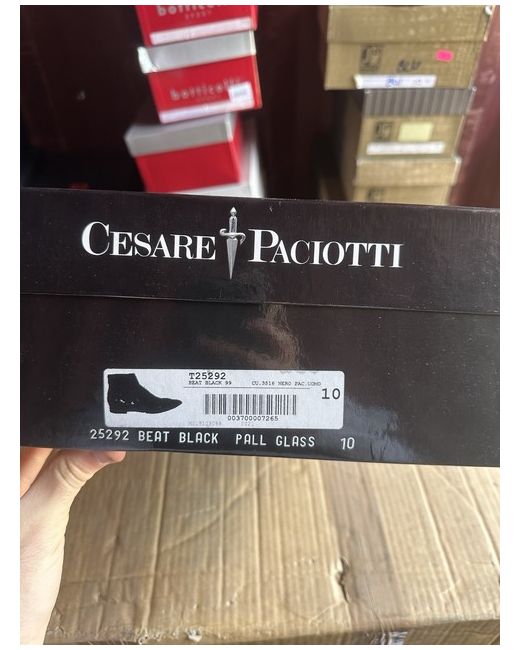 botticelli
SPORT
botticelli
CESARE PACIOTTI
T25292
BEAT BLACK 99 CU.3516 NERO PAC.UOMO
10
003700007265
25292 BEAT BLACK PALL GLASS 10